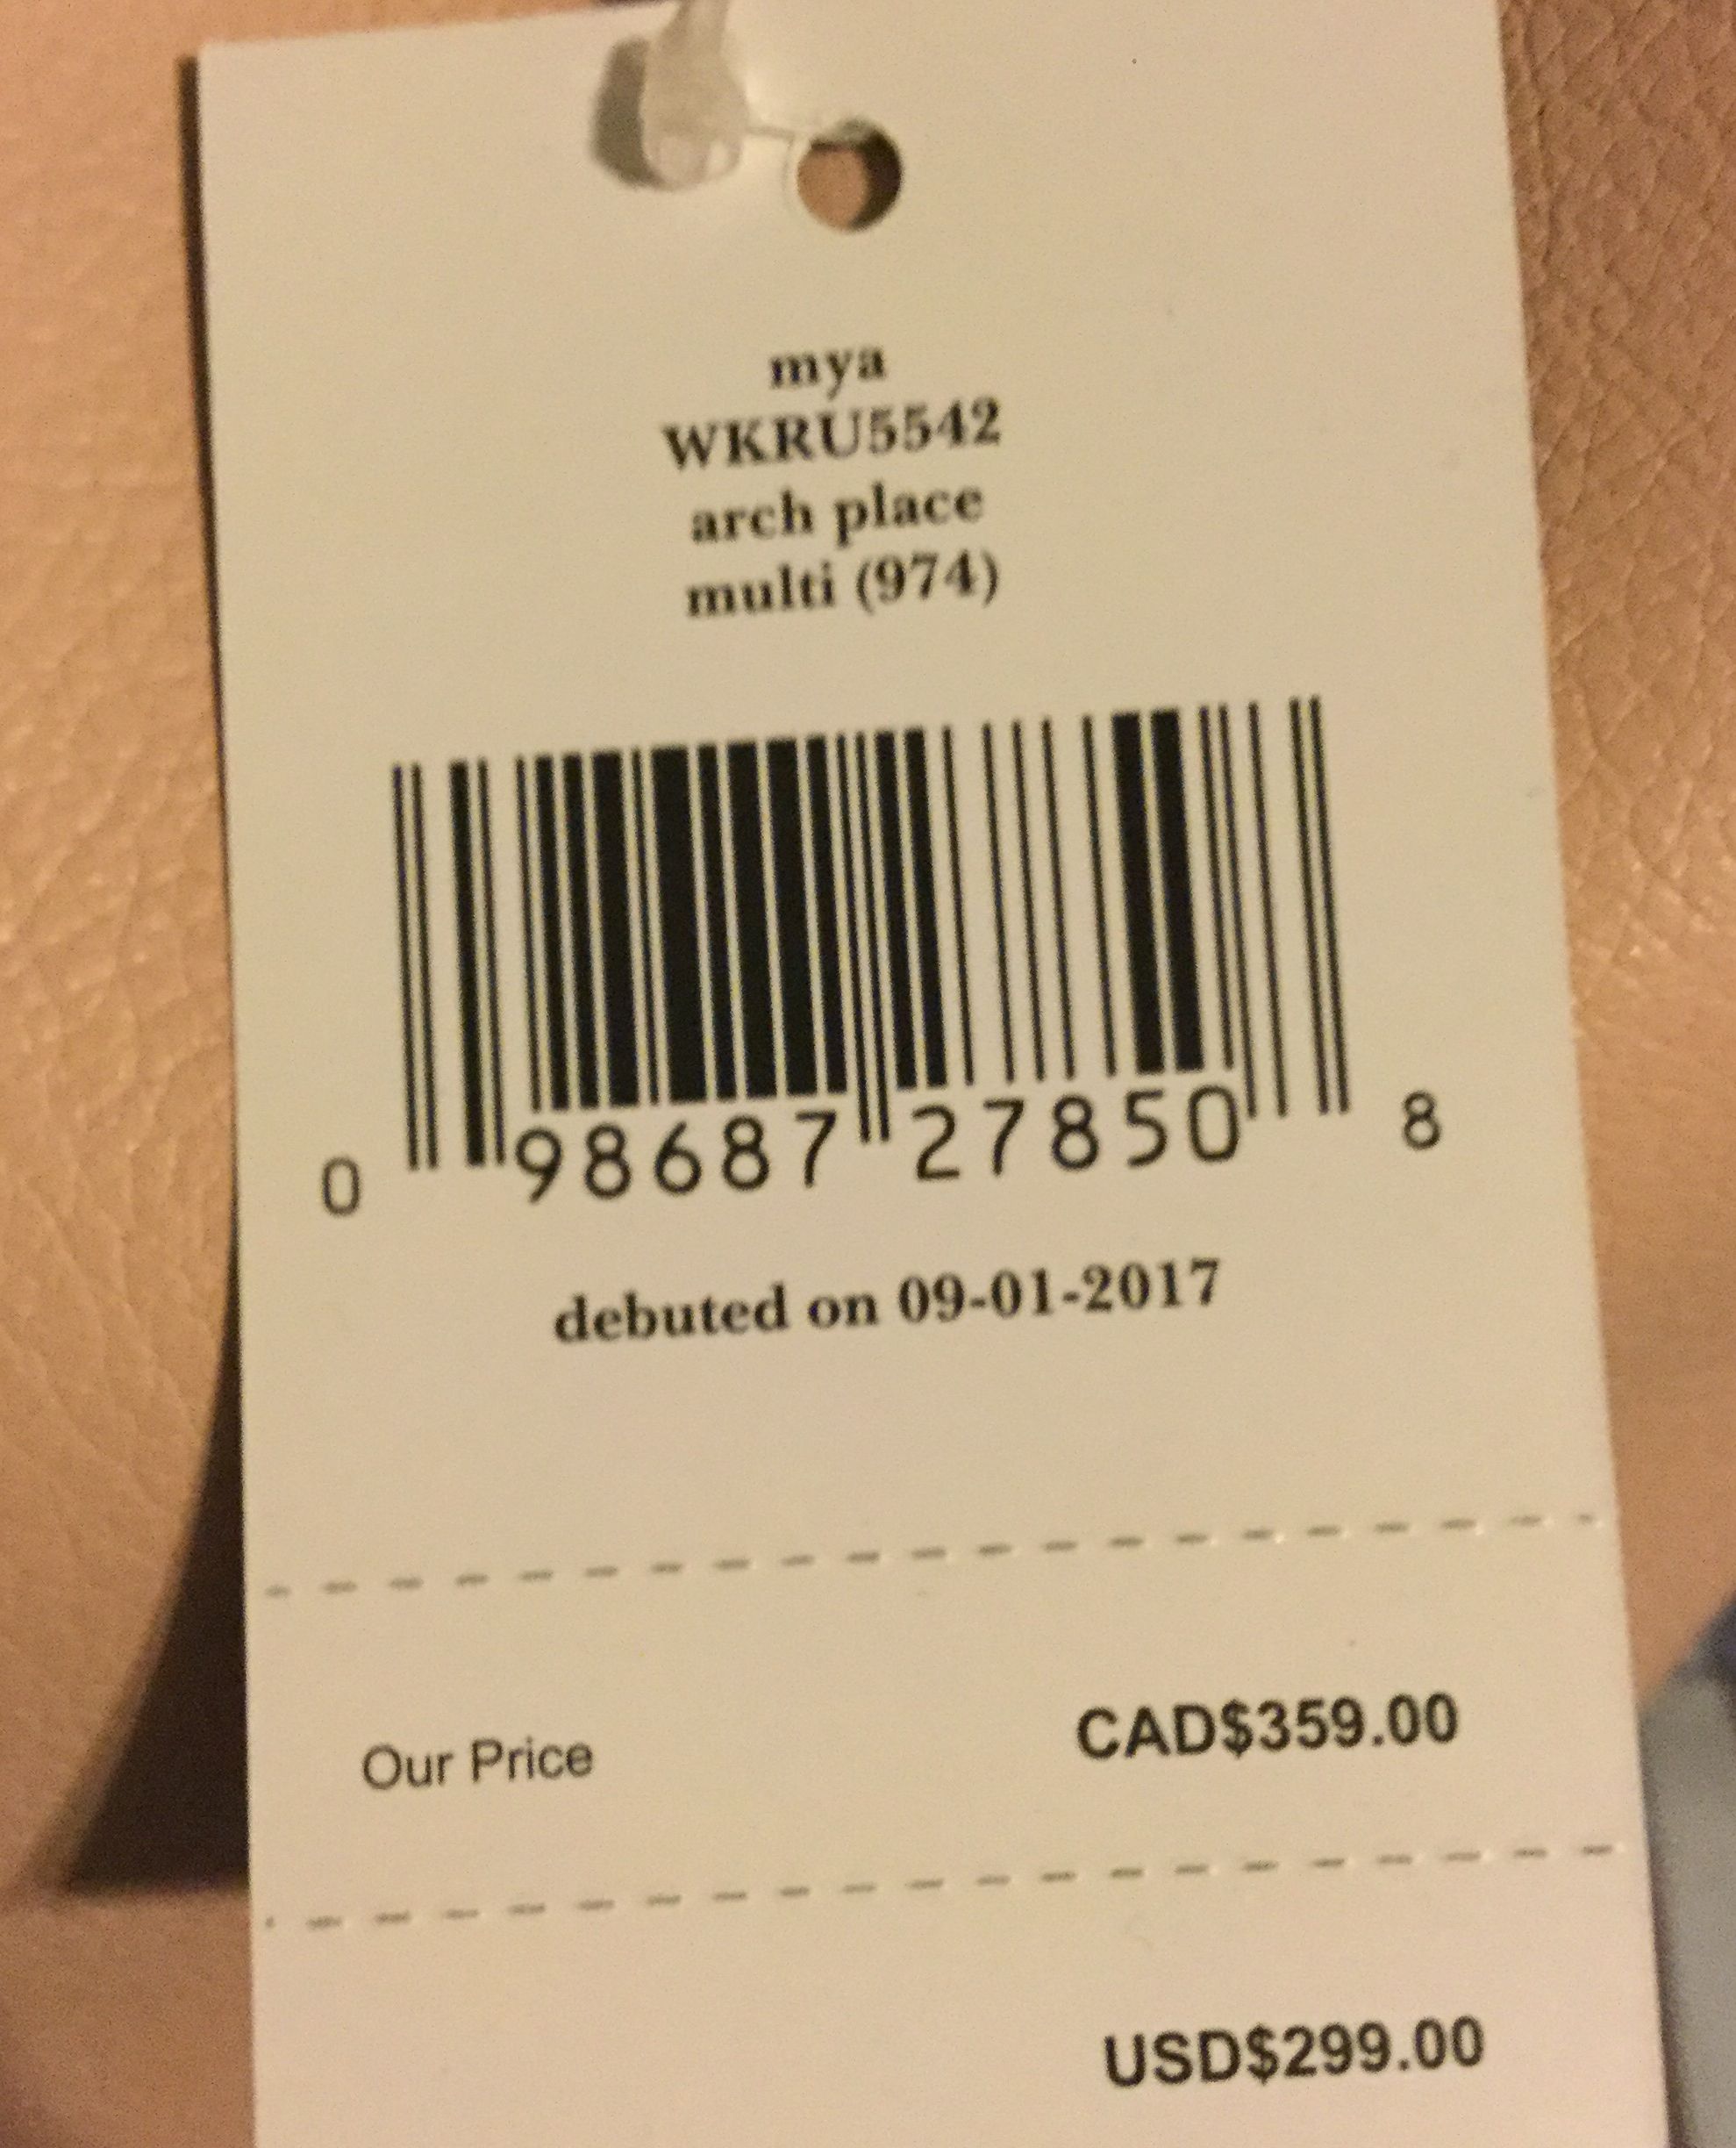 mya
WKRU5542
arch place
multi (974)
0 98687 27850 8
debuted on 09-01-2017
Our Price CAD$359.00
USD$299.00